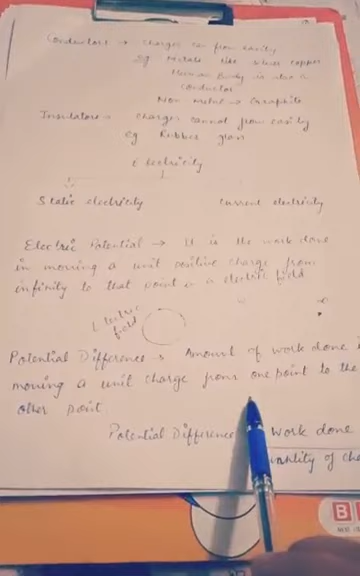 Conductors → charges can flow easily
eg Metals like silver copper
Human Body is also a
conductor
Non metal → Graphite
Insulators → charges cannot flow easily
eg Rubber glass
Electricity
Static electricity current electricity
Electric Potential → It is the work done
in moving a unit positive charge from
infinity to that point in a electric field
Electric
field
∞
Potential Difference → Amount of work done in
moving a unit charge from one point to the
other point
Potential Difference work done
quantity of cha
B